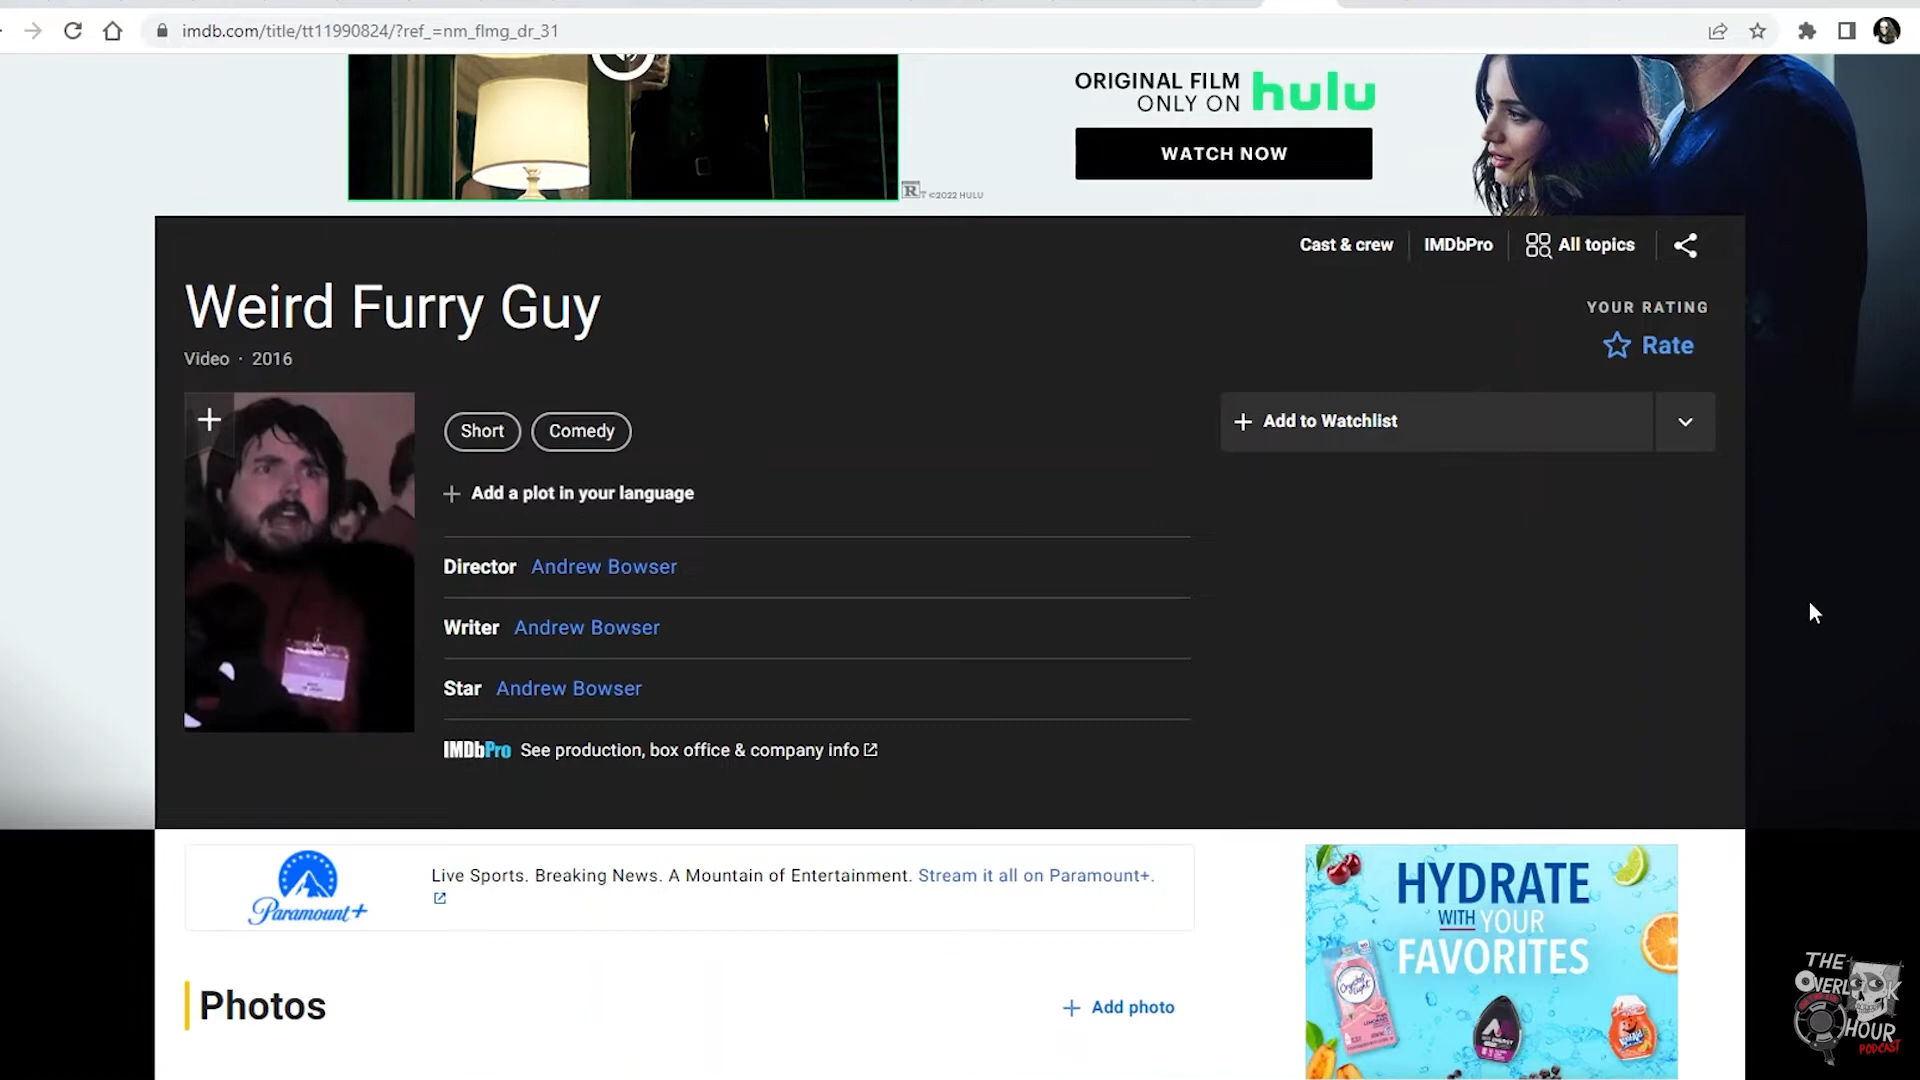 imdb.com/title/tt11990824/?ref_=nm_flmg_dr_31
ORIGINAL FILM
ONLY ON hulu
WATCH NOW
R ©2022 HULU
Cast & crew
IMDbPro
All topics
Weird Furry Guy
Video · 2016
YOUR RATING
Rate
Short
Comedy
Add to Watchlist
Add a plot in your language
Director Andrew Bowser
Writer Andrew Bowser
Star Andrew Bowser
IMDbPro See production, box office & company info
Paramount+
Live Sports. Breaking News. A Mountain of Entertainment. Stream it all on Paramount+.
HYDRATE
WITH YOUR
FAVORITES
Crystal Light
Photos
Add photo
THE
OVERLOOK
HOUR
PODCAST